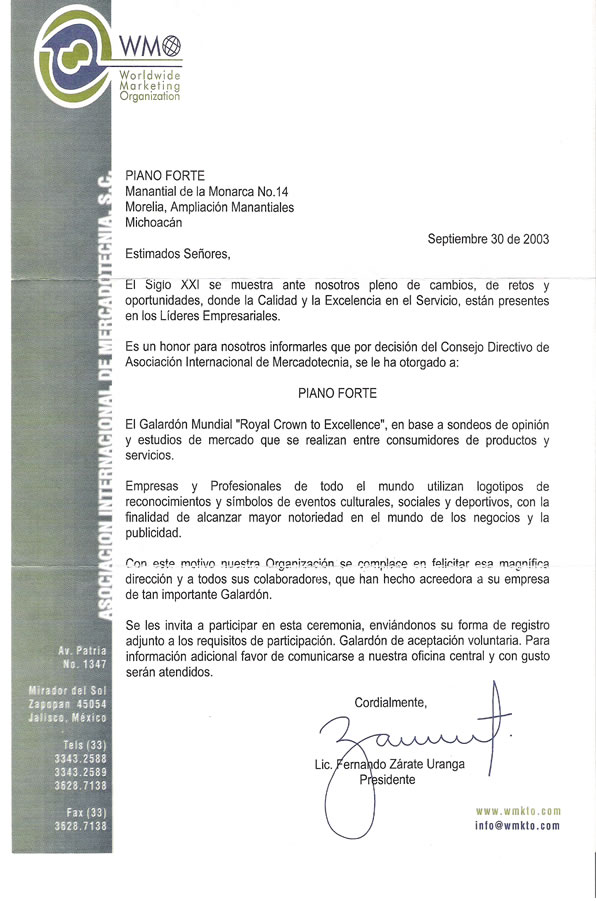 WMO
Worldwide
Marketing
Organization
ASOCIACION INTERNACIONAL DE MERCADOTECNIA, S.C.
PIANO FORTE
Manantial de la Monarca No.14
Morelia, Ampliación Manantiales
Michoacán
Septiembre 30 de 2003
Estimados Señores,
El Siglo XXI se muestra ante nosotros pleno de cambios, de retos y
oportunidades, donde la Calidad y la Excelencia en el Servicio, están presentes
en los Líderes Empresariales.
Es un honor para nosotros informarles que por decisión del Consejo Directivo de
Asociación Internacional de Mercadotecnia, se le ha otorgado a:
PIANO FORTE
El Galardón Mundial "Royal Crown to Excellence", en base a sondeos de opinión
y estudios de mercado que se realizan entre consumidores de productos y
servicios.
Empresas y Profesionales de todo el mundo utilizan logotipos de
reconocimientos y símbolos de eventos culturales, sociales y deportivos, con la
finalidad de alcanzar mayor notoriedad en el mundo de los negocios y la
publicidad.
Con este motivo nuestra Organización se complace en felicitar esa magnífica
dirección y a todos sus colaboradores, que han hecho acreedora a su empresa
de tan importante Galardón.
Se les invita a participar en esta ceremonia, enviándonos su forma de registro
adjunto a los requisitos de participación. Galardón de aceptación voluntaria. Para
información adicional favor de comunicarse a nuestra oficina central y con gusto
serán atendidos.
Cordialmente,
Lic. Fernando Zárate Uranga
Presidente
Av. Patria
No. 1347
Mirador del Sol
Zapopan 45054
Jalisco, México
Tels (33)
3343.2588
3343.2589
3628.7138
Fax (33)
3628.7138
www.wmkto.com
info@wmkto.com